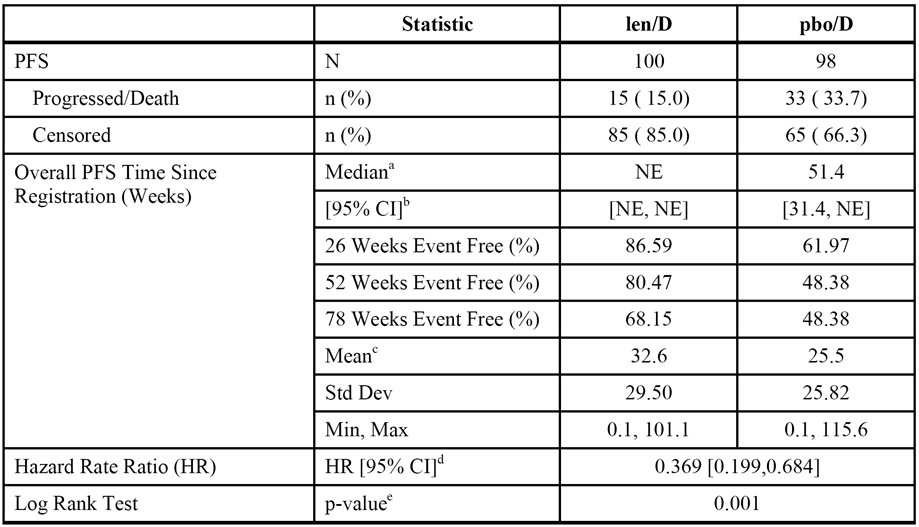 Statistic len/D pbo/D
PFS N 100 98
Progressed/Death n (%) 15 ( 15.0) 33 ( 33.7)
Censored n (%) 85 ( 85.0) 65 ( 66.3)
Overall PFS Time Since
Registration (Weeks)
Medianᵃ NE 51.4
[95% CI]ᵇ [NE, NE] [31.4, NE]
26 Weeks Event Free (%) 86.59 61.97
52 Weeks Event Free (%) 80.47 48.38
78 Weeks Event Free (%) 68.15 48.38
Meanᶜ 32.6 25.5
Std Dev 29.50 25.82
Min, Max 0.1, 101.1 0.1, 115.6
Hazard Rate Ratio (HR) HR [95% CI]ᵈ 0.369 [0.199,0.684]
Log Rank Test p-valueᵉ 0.001